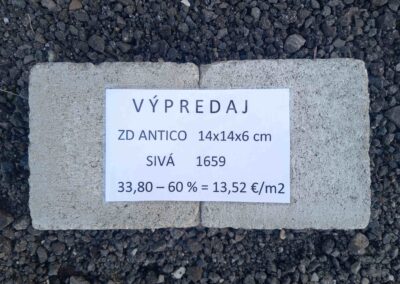 VÝPREDAJ
ZD ANTICO 14x14x6 cm
SIVÁ 1659
33,80 – 60 % = 13,52 €/m2